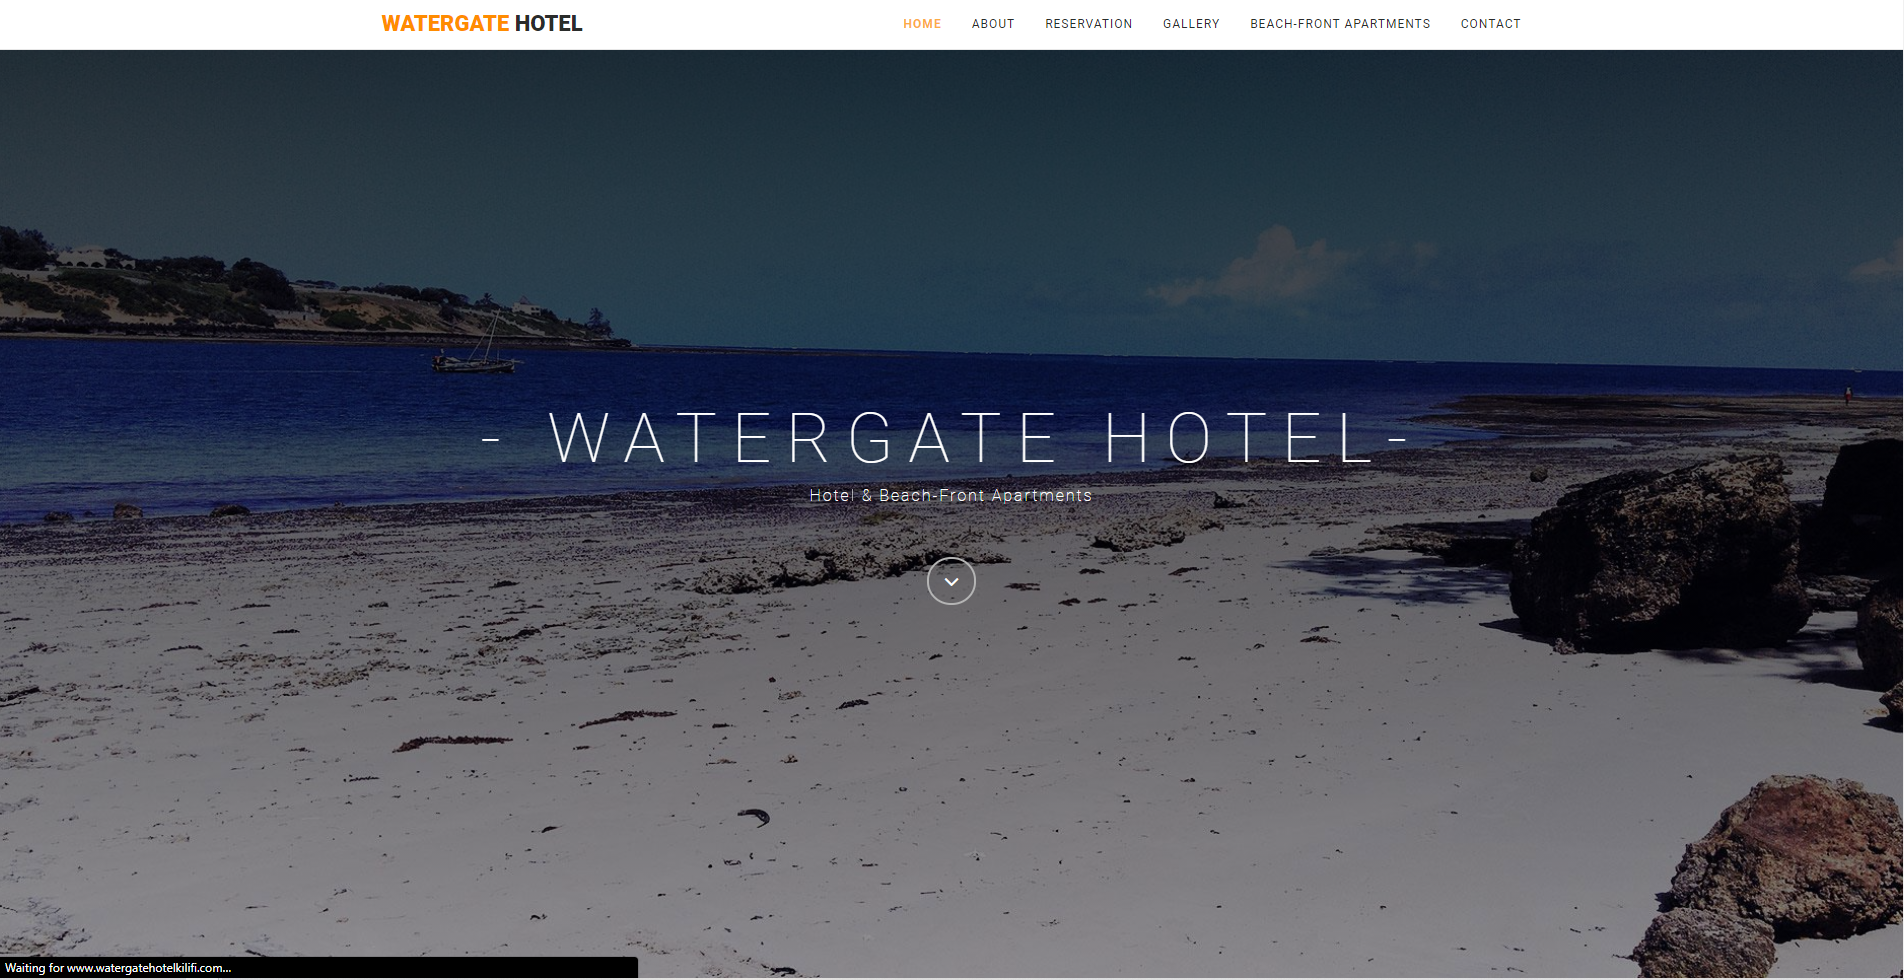 WATERGATE HOTEL
HOME ABOUT RESERVATION GALLERY BEACH-FRONT APARTMENTS CONTACT
- WATERGATE HOTEL-
Hotel & Beach-Front Apartments
Waiting for www.watergatehotelkilifi.com...